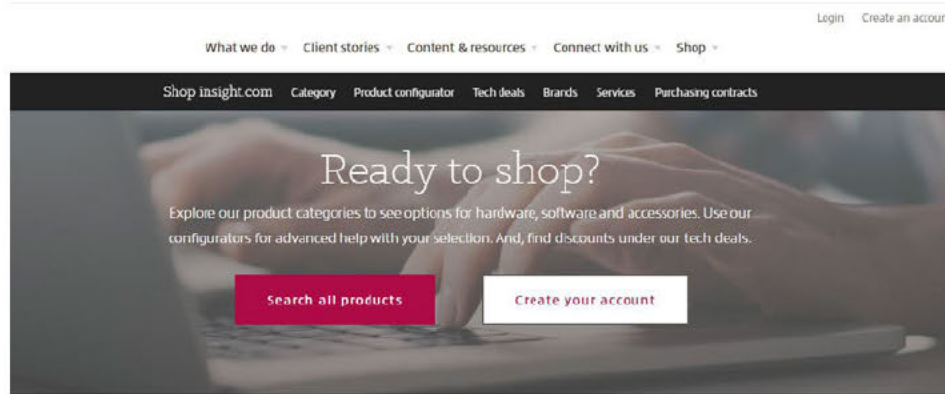 Login Create an accoun
What we do Client stories Content & resources Connect with us Shop
Shop insight.com Category Product configurator Tech deals Brands Services Purchasing contracts
Ready to shop?
Explore our product categories to see options for hardware, software and accessories. Use our
configurators for advanced help with your selection. And, find discounts under our tech deals.
Search all products Create your account